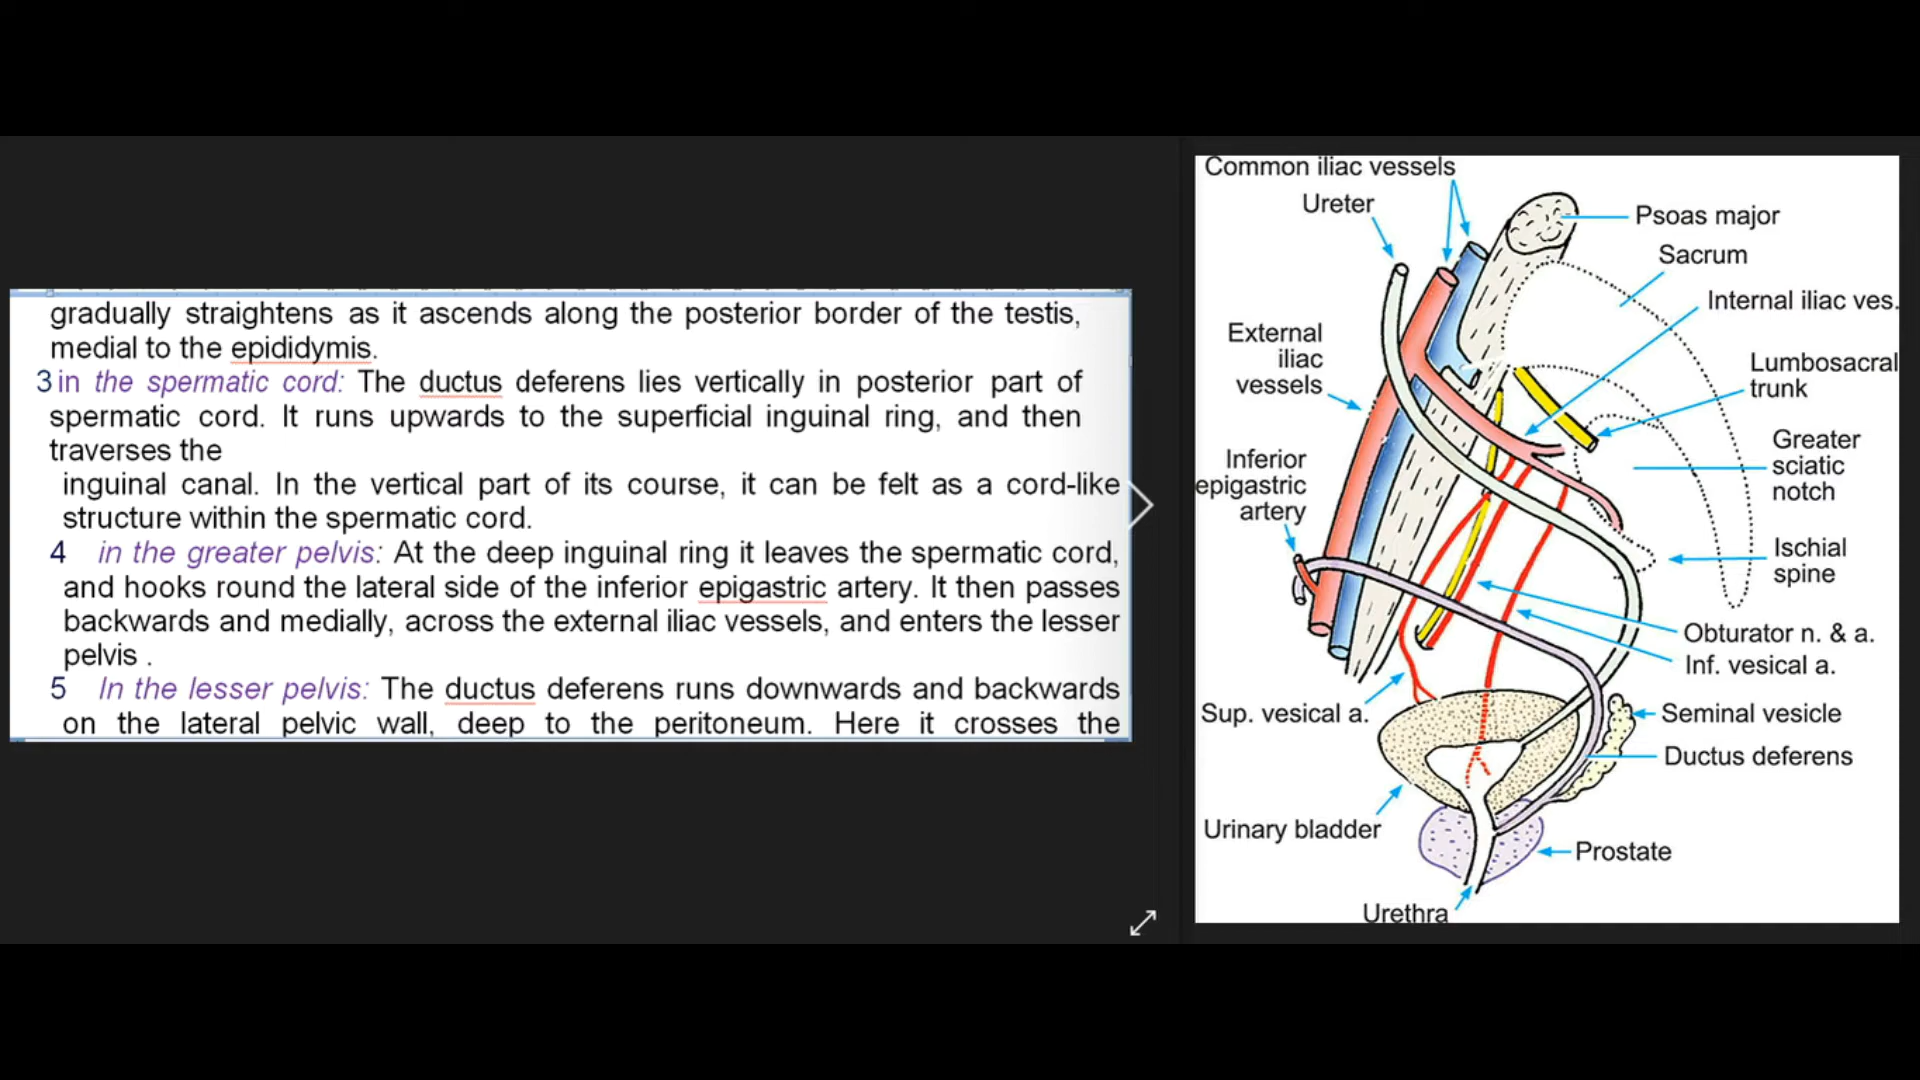 gradually straightens as it ascends along the posterior border of the testis,
medial to the epididymis.
3 in the spermatic cord: The ductus deferens lies vertically in posterior part of
spermatic cord. It runs upwards to the superficial inguinal ring, and then
traverses the
inguinal canal. In the vertical part of its course, it can be felt as a cord-like
structure within the spermatic cord.
4 in the greater pelvis: At the deep inguinal ring it leaves the spermatic cord,
and hooks round the lateral side of the inferior epigastric artery. It then passes
backwards and medially, across the external iliac vessels, and enters the lesser
pelvis .
5 In the lesser pelvis: The ductus deferens runs downwards and backwards
on the lateral pelvic wall, deep to the peritoneum. Here it crosses the
Common iliac vessels
Ureter
Psoas major
Sacrum
Internal iliac ves.
External
iliac
vessels
Lumbosacral
trunk
Greater
sciatic
notch
Inferior
epigastric
artery
Ischial
spine
Obturator n. & a.
Inf. vesical a.
Sup. vesical a.
Seminal vesicle
Ductus deferens
Urinary bladder
Prostate
Urethra